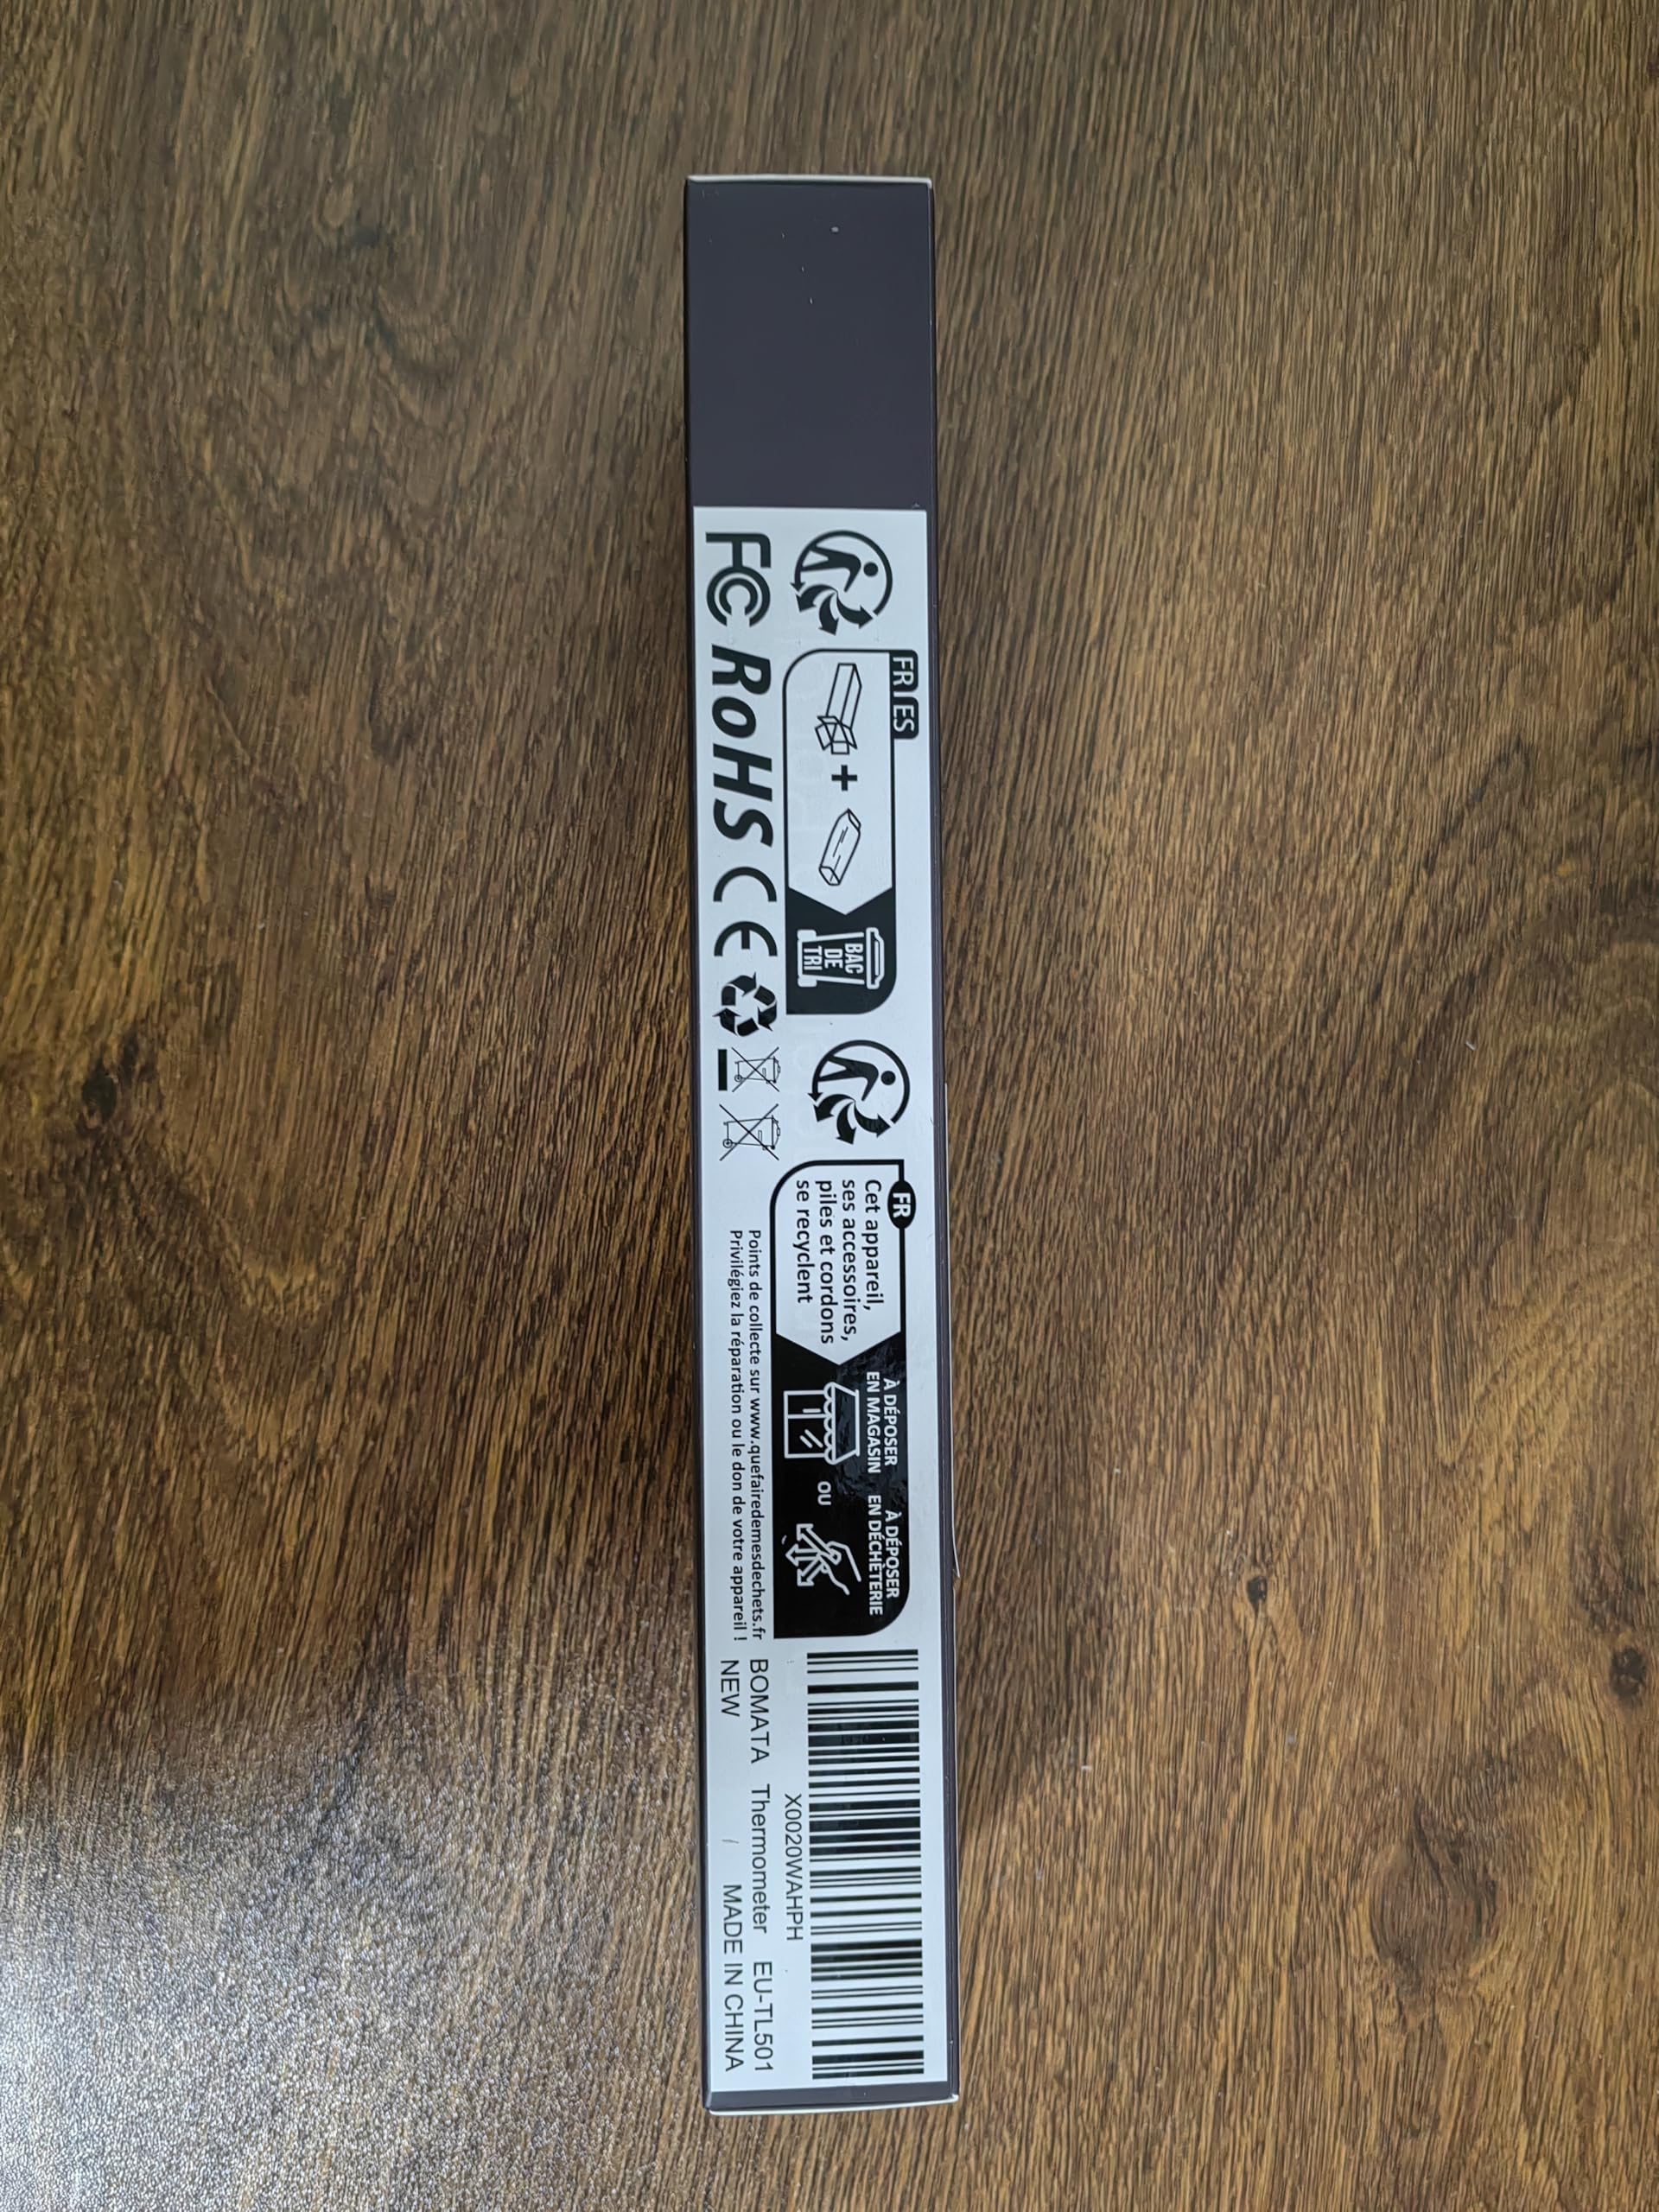 FR ES
BAC
DE
TRI
FR
Cet appareil,
ses accessoires,
piles et cordons
se recyclent
À DÉPOSER
EN MAGASIN
OU
À DÉPOSER
EN DÉCHÈTERIE
FC RoHS CE
Points de collecte sur www.quefairedemesdechets.fr
Privilégiez la réparation ou le don de votre appareil !
X0020WAHPH
BOMATA Thermometer EU-TL501
NEW / MADE IN CHINA